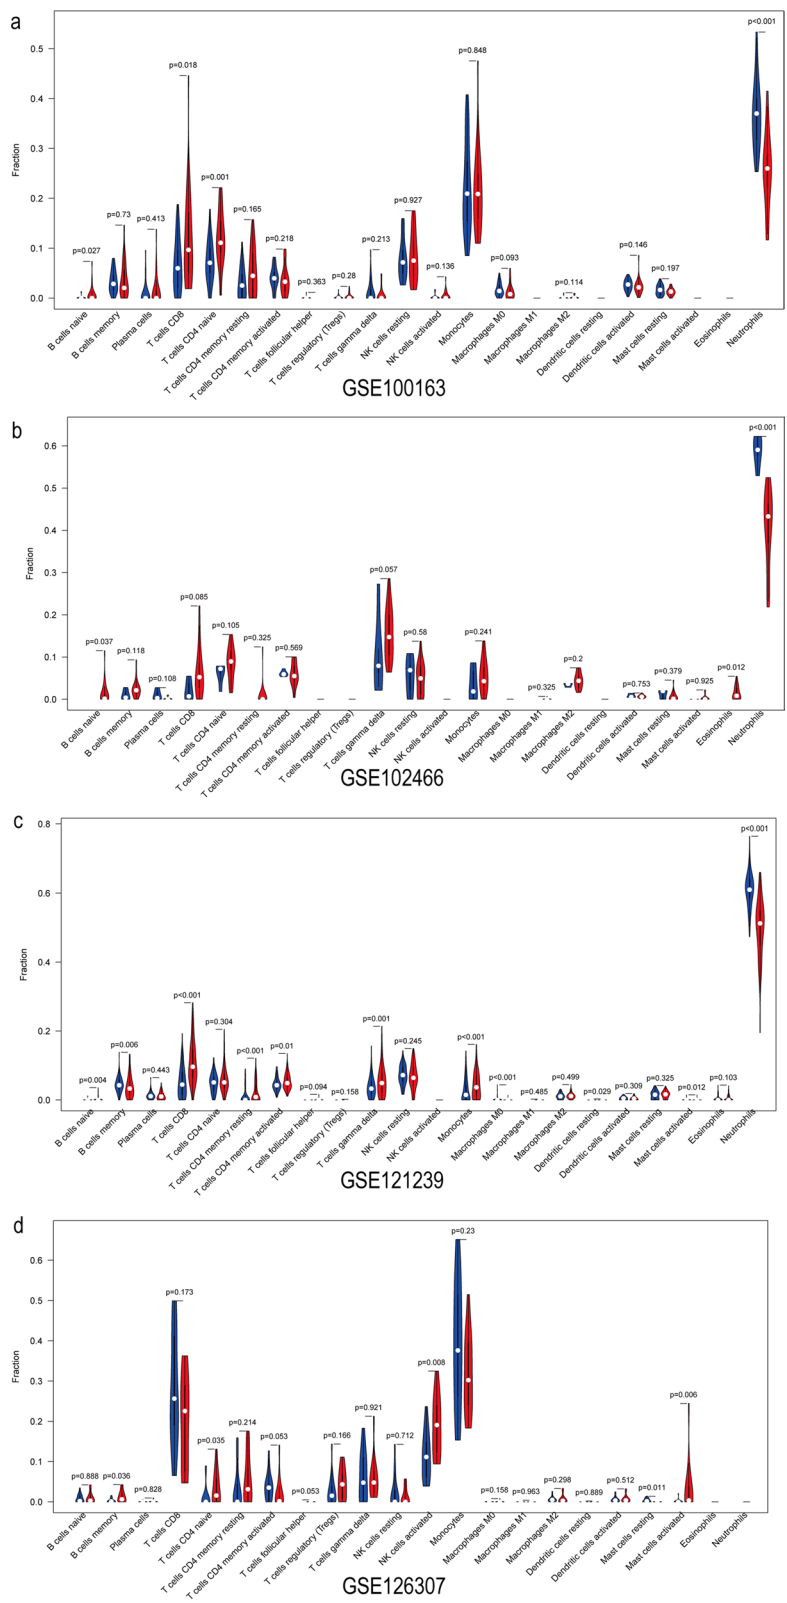 a
p<0.001
p=0.848
p=0.018
p=0.001
p=0.165
p=0.73
p=0.413
p=0.927
p=0.218
p=0.213
p=0.146
p=0.027
p=0.136
p=0.093
p=0.197
p=0.363
p=0.28
p=0.114
Fraction
0.5
0.4
0.3
0.2
0.1
0.0
B cells naive
B cells memory
Plasma cells
T cells CD8
T cells CD4 naive
T cells CD4 memory resting
T cells CD4 memory activated
T cells follicular helper
T cells regulatory (Tregs)
T cells gamma delta
NK cells resting
NK cells activated
Monocytes
Macrophages M0
Macrophages M1
Macrophages M2
Dendritic cells resting
Dendritic cells activated
Mast cells resting
Mast cells activated
Eosinophils
Neutrophils
GSE100163
b
p<0.001
p=0.057
p=0.085
p=0.105
p=0.325
p=0.037
p=0.118
p=0.108
p=0.569
p=0.58
p=0.241
p=0.325
p=0.2
p=0.753
p=0.379
p=0.925
p=0.012
Fraction
0.6
0.5
0.4
0.3
0.2
0.1
0.0
B cells naive
B cells memory
Plasma cells
T cells CD8
T cells CD4 naive
T cells CD4 memory resting
T cells CD4 memory activated
T cells follicular helper
T cells regulatory (Tregs)
T cells gamma delta
NK cells resting
NK cells activated
Monocytes
Macrophages M0
Macrophages M1
Macrophages M2
Dendritic cells resting
Dendritic cells activated
Mast cells resting
Mast cells activated
Eosinophils
Neutrophils
GSE102466
c
p<0.001
p<0.001
p=0.304
p=0.001
p=0.004
p=0.006
p=0.443
p<0.001
p=0.01
p=0.094
p=0.158
p=0.245
p<0.001
p<0.001
p=0.485
p=0.499
p=0.029
p=0.309
p=0.325
p=0.012
p=0.103
Fraction
0.8
0.6
0.4
0.2
0.0
B cells naive
B cells memory
Plasma cells
T cells CD8
T cells CD4 naive
T cells CD4 memory resting
T cells CD4 memory activated
T cells follicular helper
T cells regulatory (Tregs)
T cells gamma delta
NK cells resting
NK cells activated
Monocytes
Macrophages M0
Macrophages M1
Macrophages M2
Dendritic cells resting
Dendritic cells activated
Mast cells resting
Mast cells activated
Eosinophils
Neutrophils
GSE121239
d
p=0.23
p=0.173
p=0.008
p=0.006
p=0.888
p=0.036
p=0.828
p=0.035
p=0.214
p=0.053
p=0.053
p=0.166
p=0.921
p=0.712
p=0.158
p=0.963
p=0.298
p=0.889
p=0.512
p=0.011
Fraction
0.6
0.5
0.4
0.3
0.2
0.1
0.0
B cells naive
B cells memory
Plasma cells
T cells CD8
T cells CD4 naive
T cells CD4 memory resting
T cells CD4 memory activated
T cells follicular helper
T cells regulatory (Tregs)
T cells gamma delta
NK cells resting
NK cells activated
Monocytes
Macrophages M0
Macrophages M1
Macrophages M2
Dendritic cells resting
Dendritic cells activated
Mast cells resting
Mast cells activated
Eosinophils
Neutrophils
GSE126307